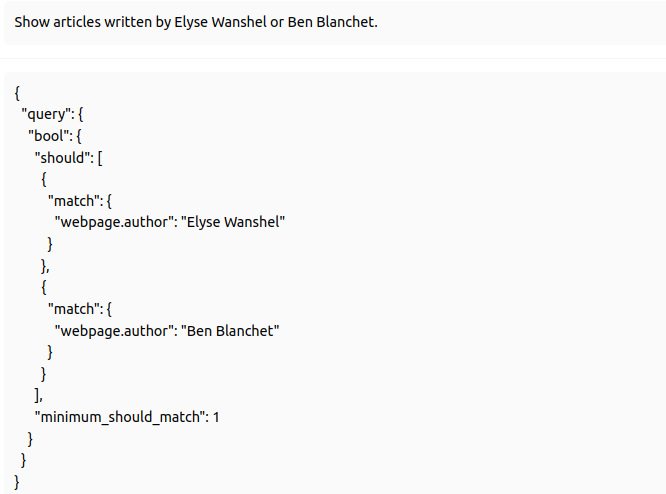 Show articles written by Elyse Wanshel or Ben Blanchet.
{
  "query": {
    "bool": {
      "should": [
        {
          "match": {
            "webpage.author": "Elyse Wanshel"
          }
        },
        {
          "match": {
            "webpage.author": "Ben Blanchet"
          }
        }
      ],
      "minimum_should_match": 1
    }
  }
}